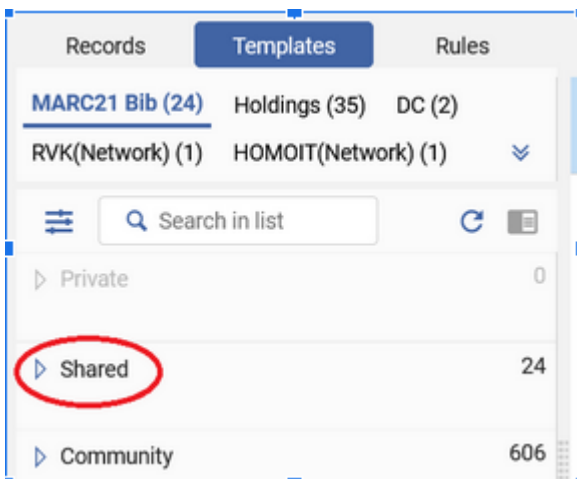 Records Templates Rules
MARC21 Bib (24) Holdings (35) DC (2)
RVK(Network) (1) HOMOIT(Network) (1)
Search in list
Private 0
Shared 24
Community 606